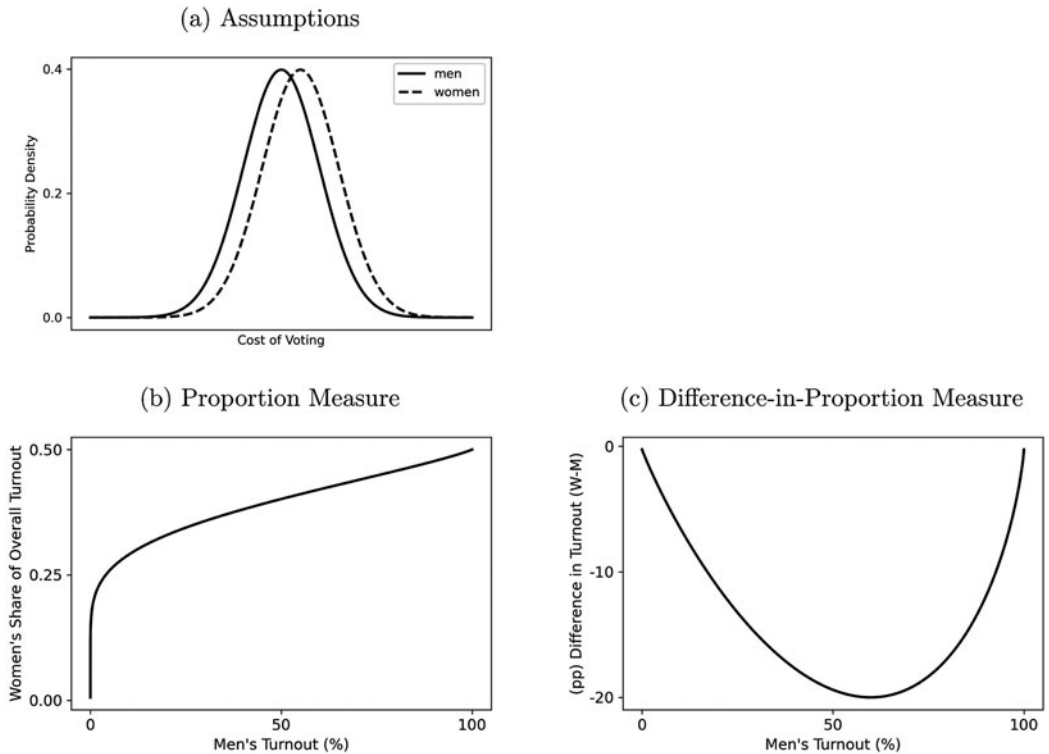 (a) Assumptions
0.4
men
women
Probability Density
0.2
0.0
Cost of Voting
(b) Proportion Measure
0.50
Women's Share of Overall Turnout
0.25
0.00
0
50
100
Men's Turnout (%)
(c) Difference-in-Proportion Measure
0
(pp) Difference in Turnout (W-M)
-10
-20
0
50
100
Men's Turnout (%)